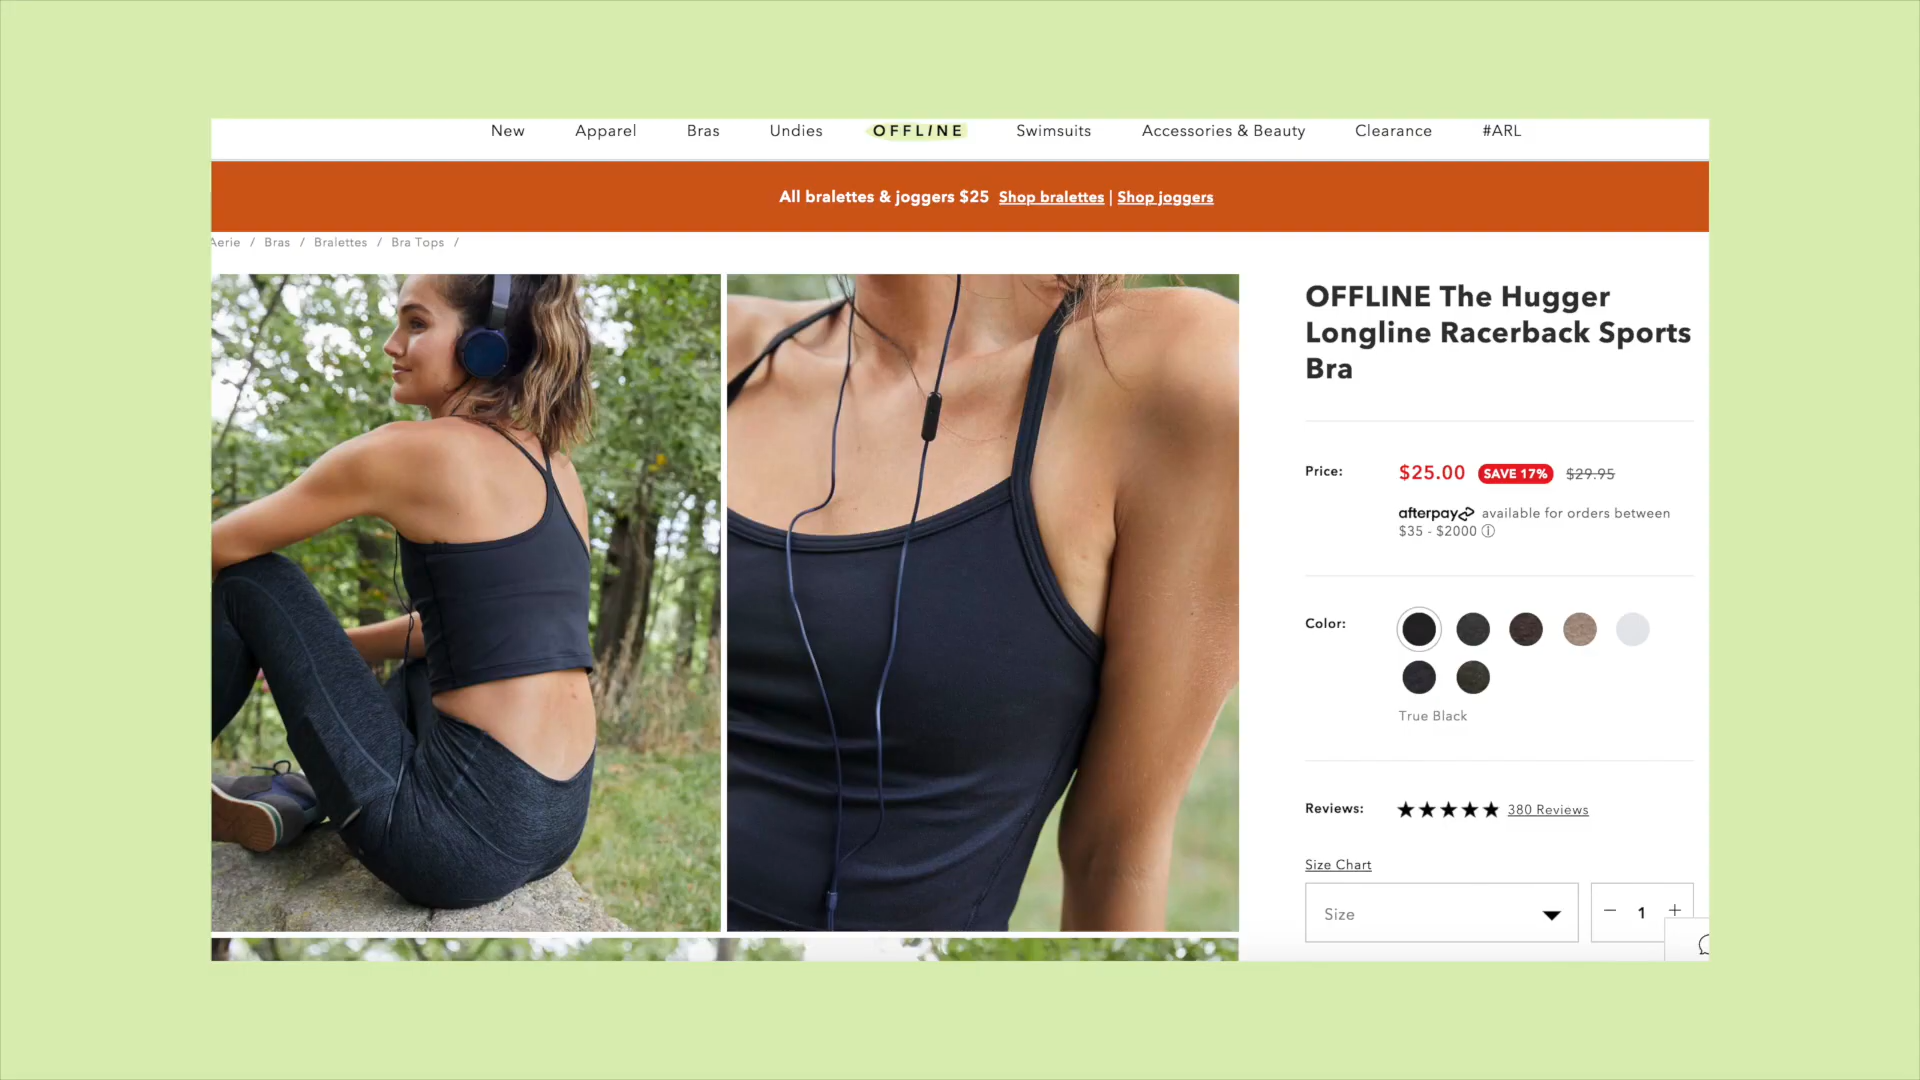 New Apparel Bras Undies OFFLINE Swimsuits Accessories & Beauty Clearance #ARL
All bralettes & joggers $25 Shop bralettes | Shop joggers
Aerie / Bras / Bralettes / Bra Tops /
OFFLINE The Hugger
Longline Racerback Sports
Bra
Price: $25.00 SAVE 17% $29.95
afterpay available for orders between
$35 - $2000
Color:
True Black
Reviews: 380 Reviews
Size Chart
Size 1